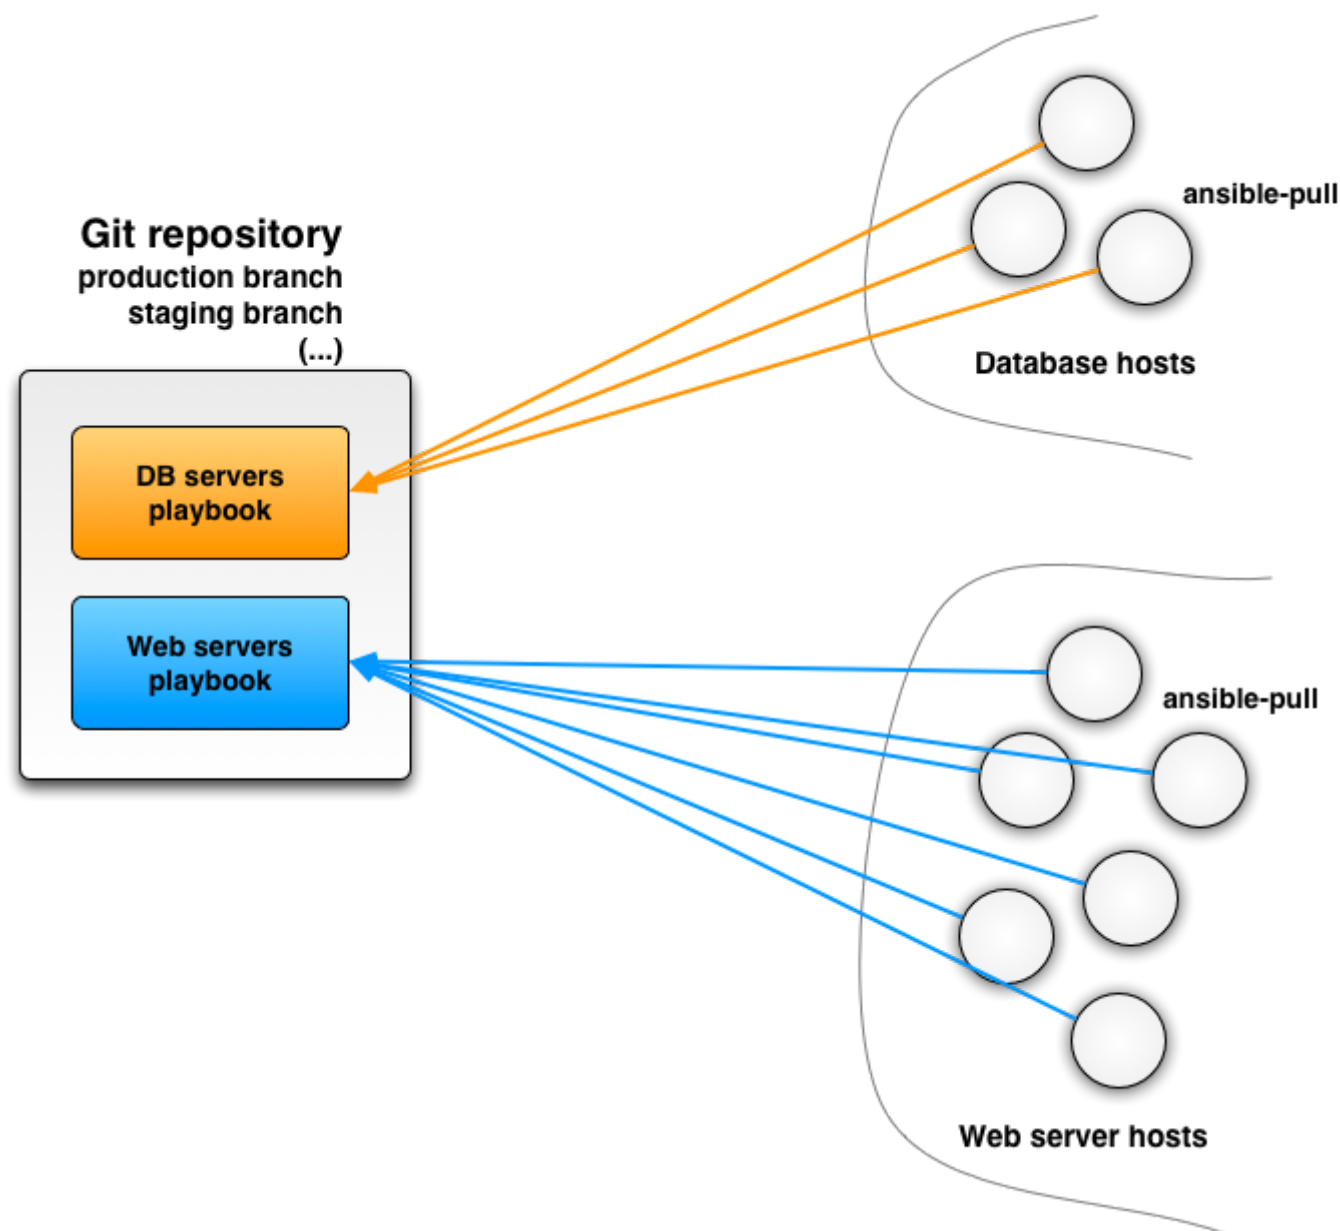 Git repository
production branch
staging branch
(...)
DB servers
playbook
Web servers
playbook
ansible-pull
Database hosts
ansible-pull
Web server hosts